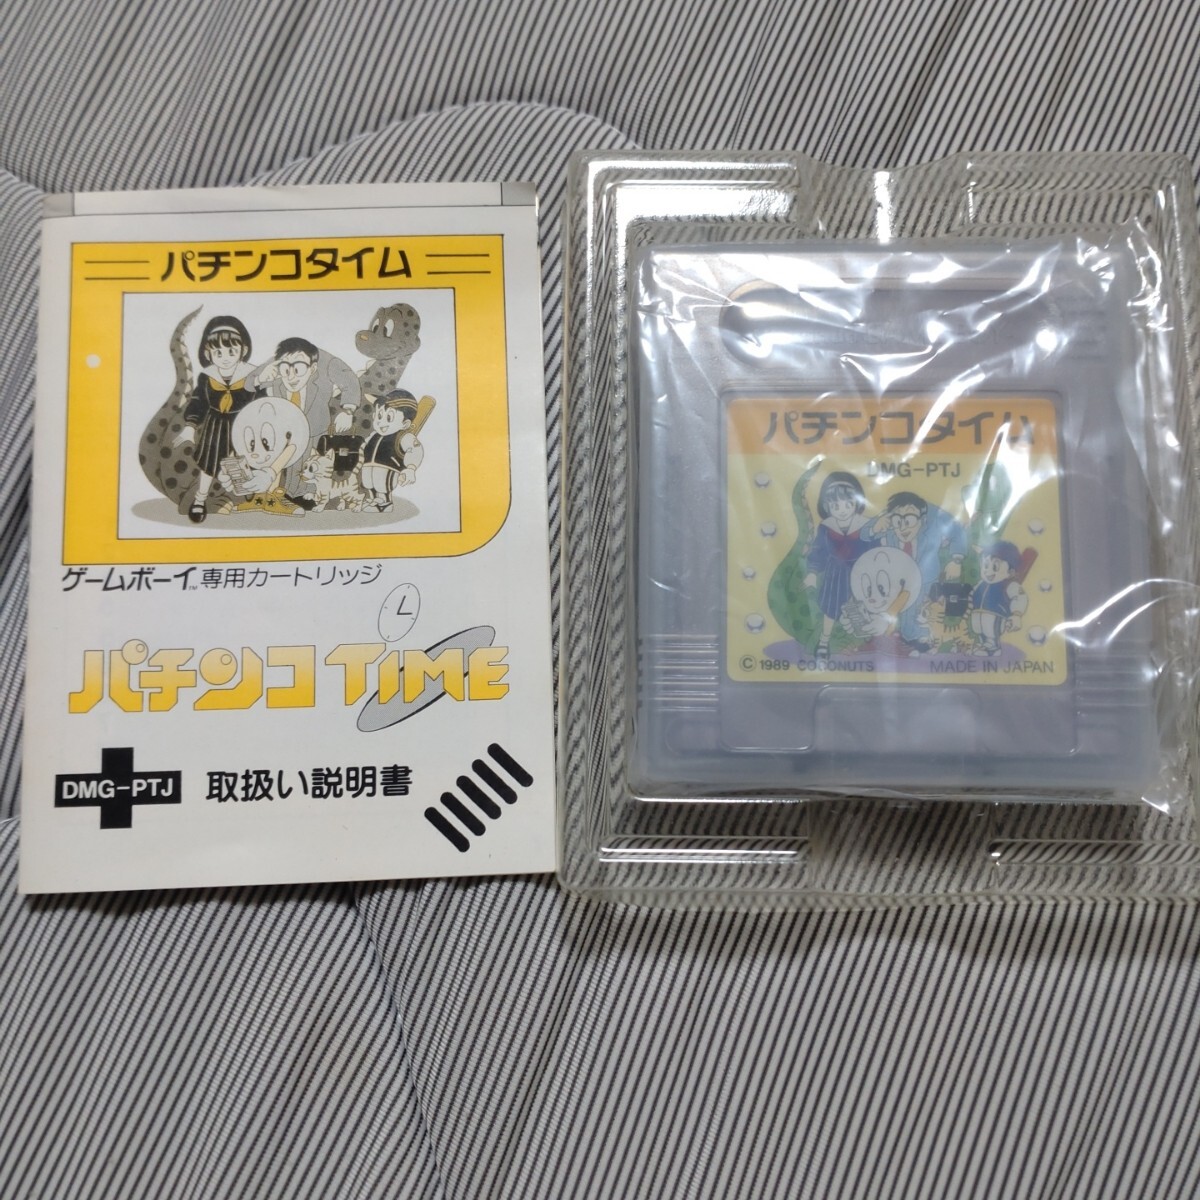 パチンコタイム
ゲームボーイ™専用カートリッジ
パチンコTIME
DMG-PTJ 取扱い説明書
パチンコタイム
DMG-PTJ
© 1989 COCONUTS MADE IN JAPAN